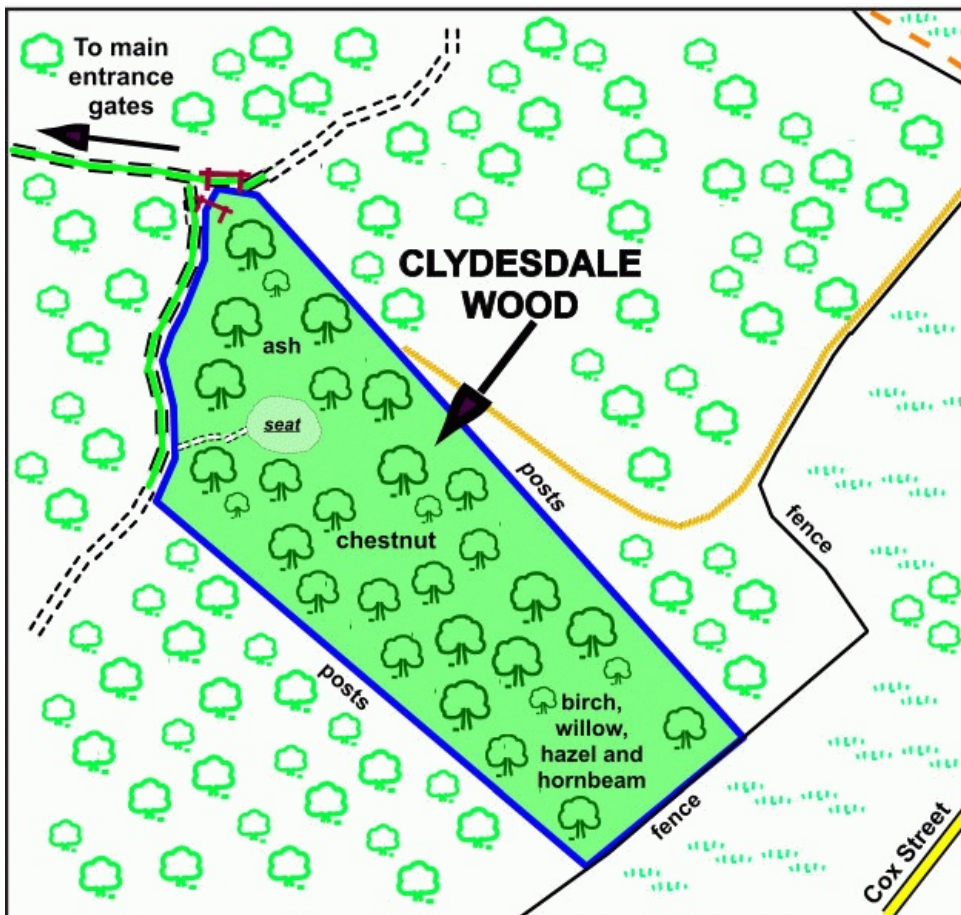 To main
entrance
gates
CLYDESDALE
WOOD
ash
seat
posts
fence
chestnut
posts
birch,
willow,
hazel and
hornbeam
fence
Cox Street